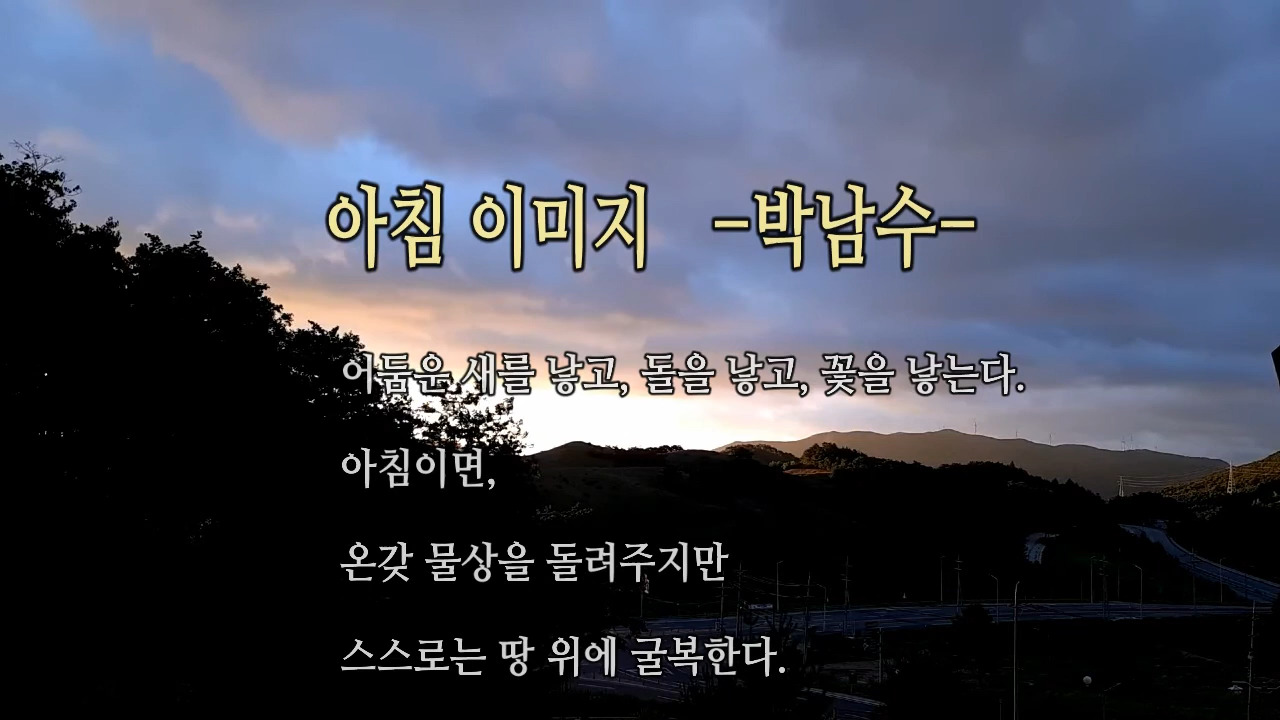 아침 이미지 -박남수-
어둠은 새를 낳고, 돌을 낳고, 꽃을 낳는다.
아침이면,
온갖 물상을 돌려주지만
스스로는 땅 위에 굴복한다.